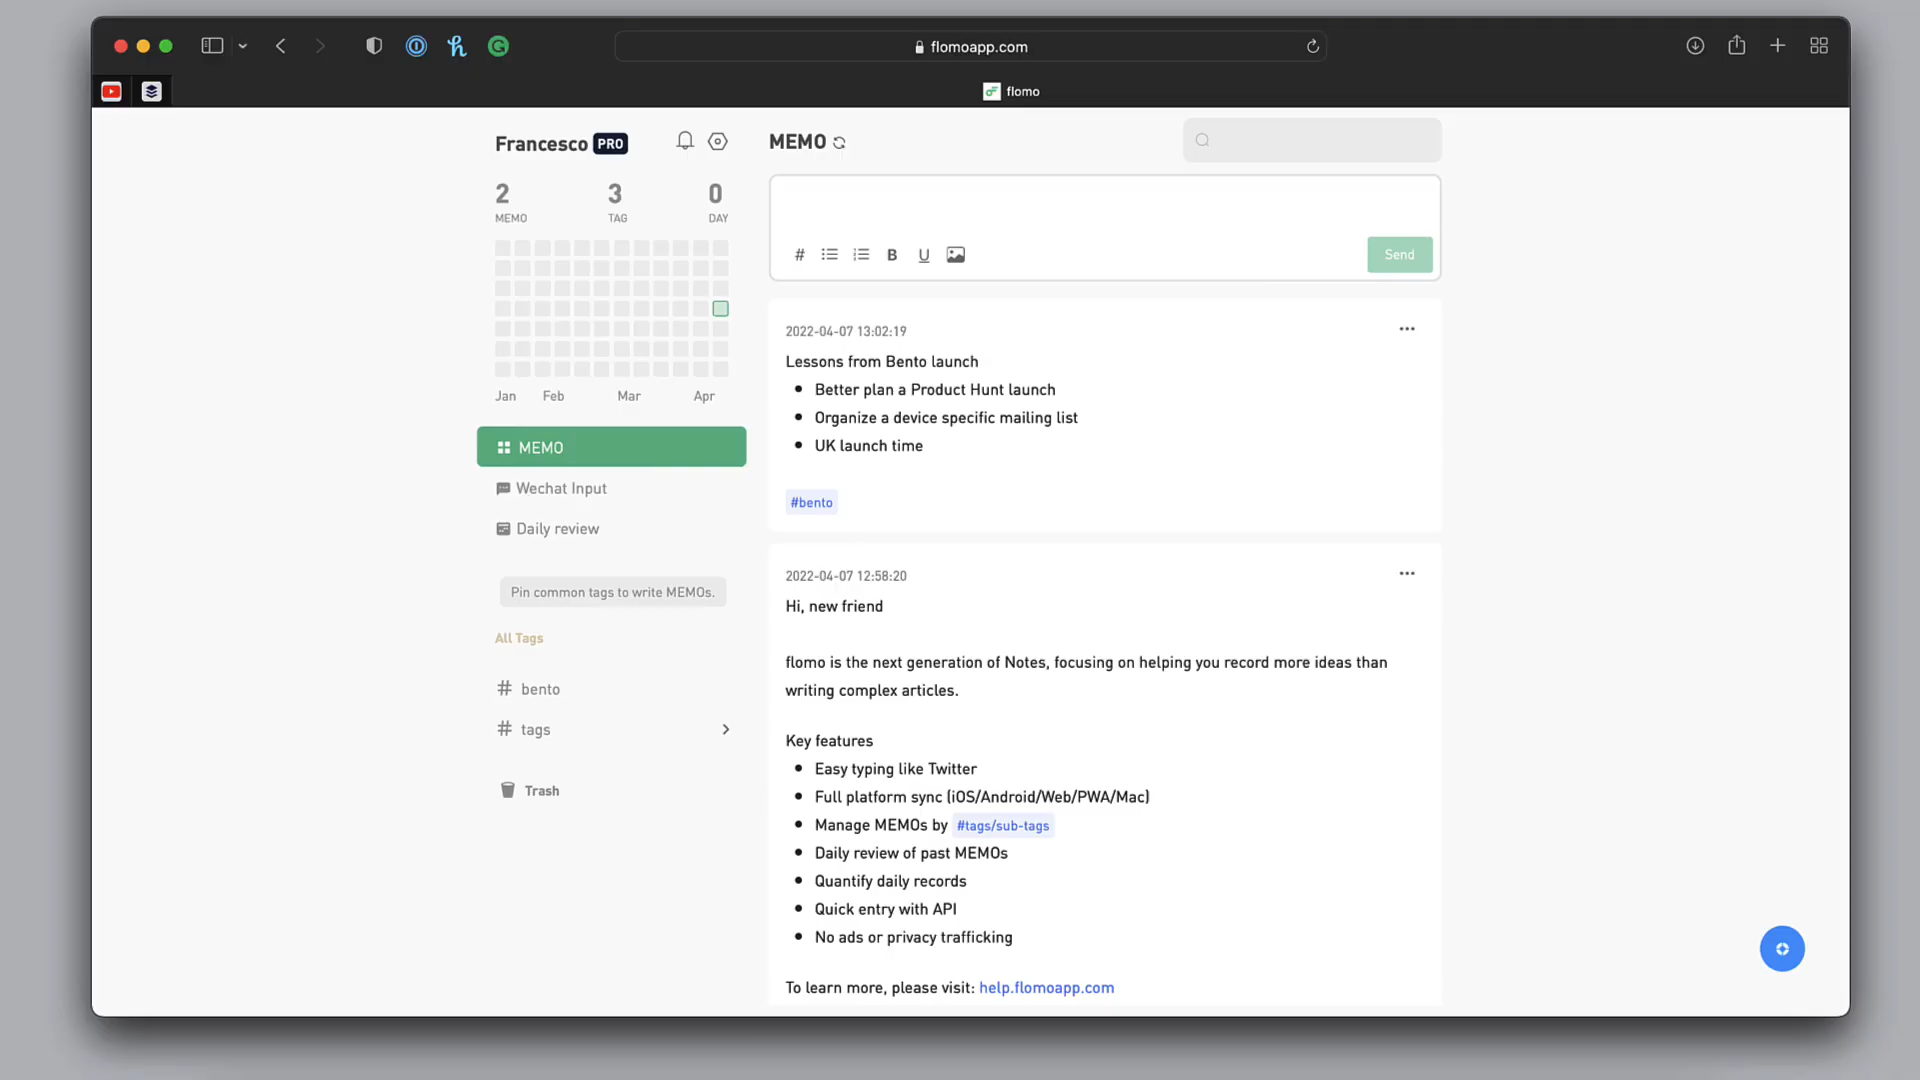 flomoapp.com
flomo
Francesco PRO
2
MEMO
3
TAG
0
DAY
Jan Feb Mar Apr
MEMO
Wechat Input
Daily review
Pin common tags to write MEMOs.
All Tags
# bento
# tags
Trash
MEMO
# B U
Send
2022-04-07 13:02:19
Lessons from Bento launch
• Better plan a Product Hunt launch
• Organize a device specific mailing list
• UK launch time
#bento
2022-04-07 12:58:20
Hi, new friend
flomo is the next generation of Notes, focusing on helping you record more ideas than
writing complex articles.
Key features
• Easy typing like Twitter
• Full platform sync (iOS/Android/Web/PWA/Mac)
• Manage MEMOs by #tags/sub-tags
• Daily review of past MEMOs
• Quantify daily records
• Quick entry with API
• No ads or privacy trafficking
To learn more, please visit: help.flomoapp.com